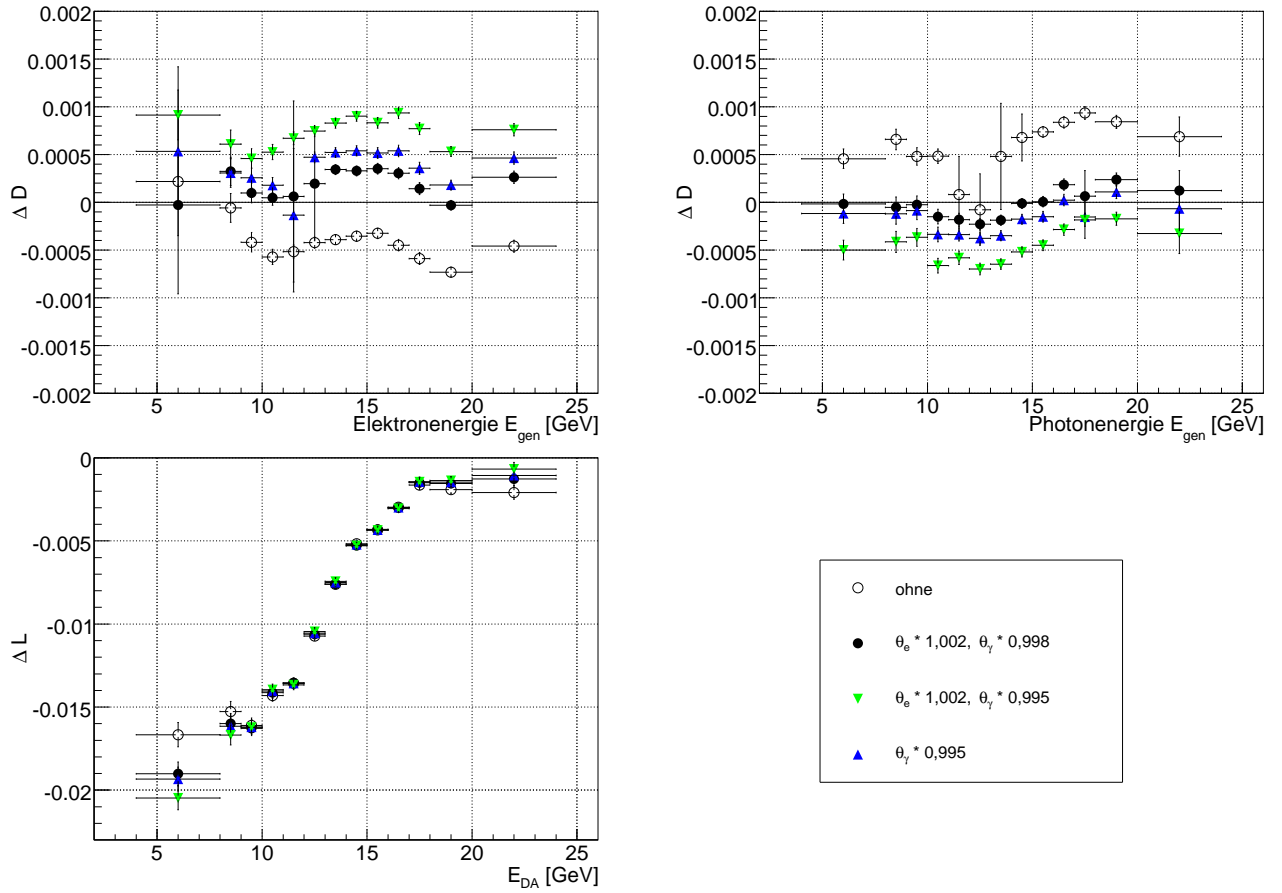 0.002
0.0015
0.001
0.0005
0
-0.0005
-0.001
-0.0015
-0.002
Δ D
5 10 15 20 25
Elektronenergie E_gen [GeV]
0.002
0.0015
0.001
0.0005
0
-0.0005
-0.001
-0.0015
-0.002
Δ D
5 10 15 20 25
Photonenergie E_gen [GeV]
0
-0.005
-0.01
-0.015
-0.02
Δ L
5 10 15 20 25
E_DA [GeV]
ohne
θ_e * 1,002, θ_γ * 0,998
θ_e * 1,002, θ_γ * 0,995
θ_γ * 0,995